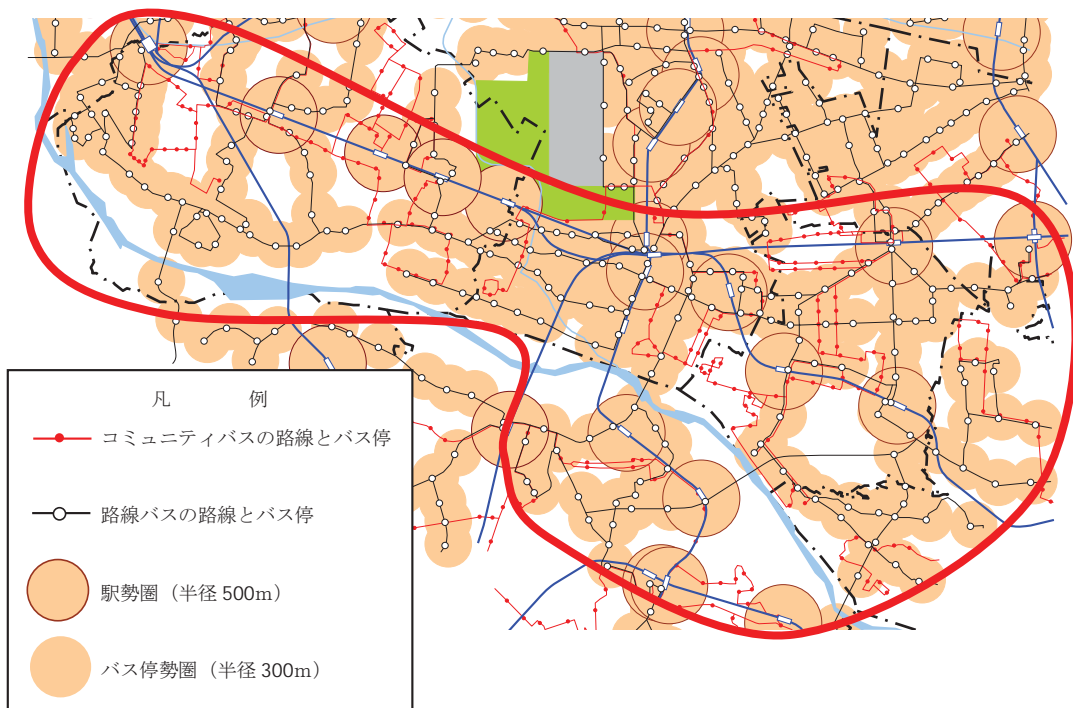 凡 例
コミュニティバスの路線とバス停
路線バスの路線とバス停
駅勢圏（半径 500m）
バス停勢圏（半径 300m）